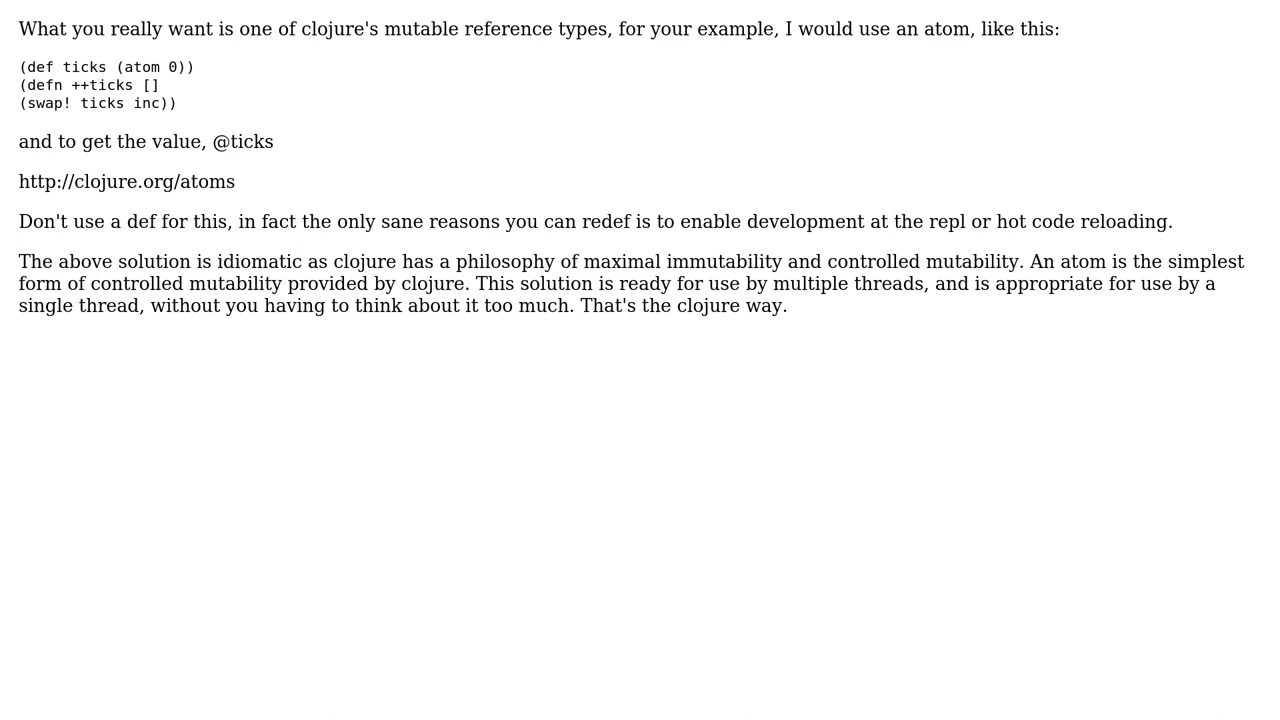 What you really want is one of clojure's mutable reference types, for your example, I would use an atom, like this:
(def ticks (atom 0))
(defn ++ticks []
(swap! ticks inc))
and to get the value, @ticks
http://clojure.org/atoms
Don't use a def for this, in fact the only sane reasons you can redef is to enable development at the repl or hot code reloading.
The above solution is idiomatic as clojure has a philosophy of maximal immutability and controlled mutability. An atom is the simplest
form of controlled mutability provided by clojure. This solution is ready for use by multiple threads, and is appropriate for use by a
single thread, without you having to think about it too much. That's the clojure way.